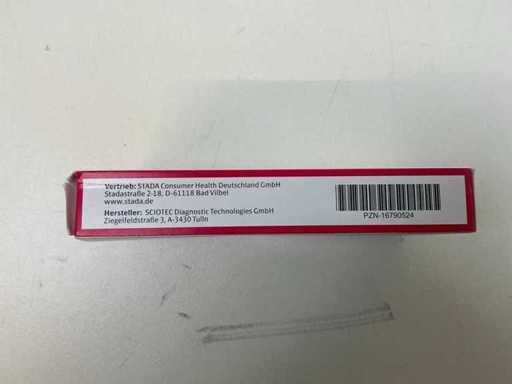 Vertrieb: STADA Consumer Health Deutschland GmbH
Stadastraße 2-18, D-61118 Bad Vilbel
www.stada.de
Hersteller: SCIOTEC Diagnostic Technologies GmbH
Ziegelfeldstraße 3, A-3430 Tulln
PZN-16790524